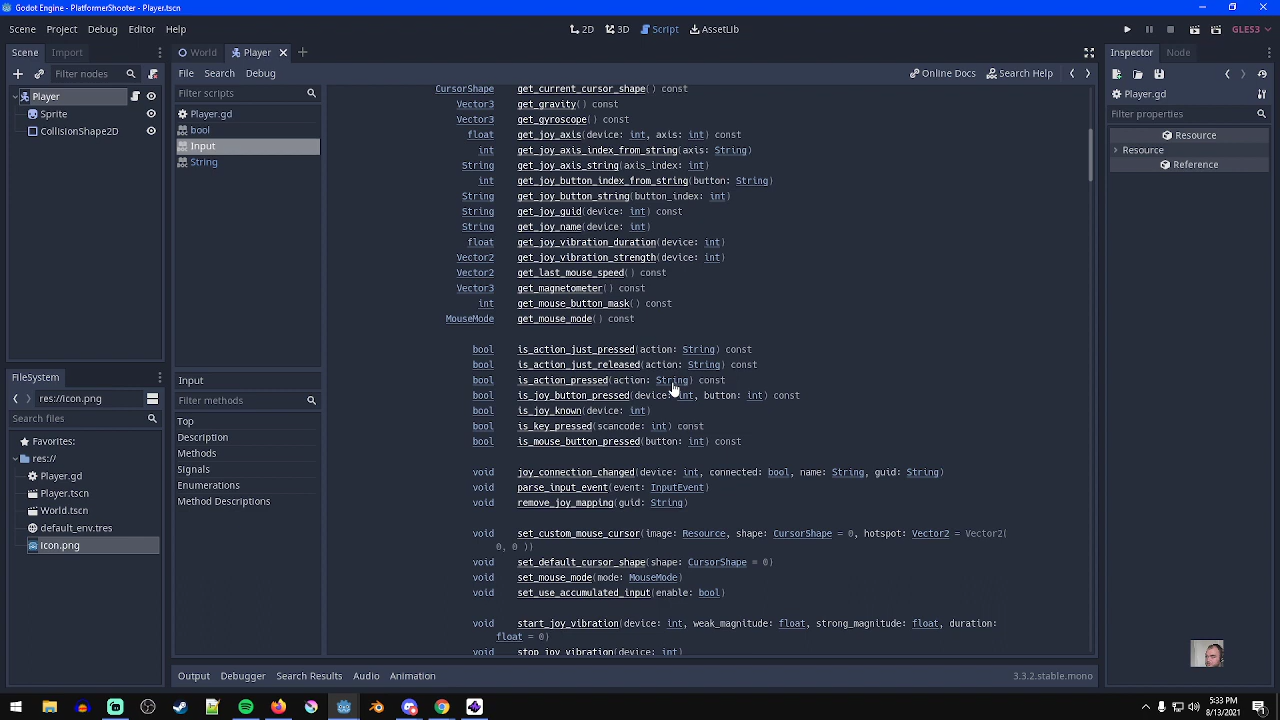 Godot Engine - PlatformerShooter - Player.tscn
Scene Project Debug Editor Help
2D 3D Script AssetLib
GLES3
Scene Import
World Player
Inspector Node
Filter nodes
File Search Debug
Online Docs Search Help
Player
Sprite
CollisionShape2D
Filter scripts
Player.gd
bool
Input
String
CursorShape get_current_cursor_shape() const
Vector3 get_gravity() const
Vector3 get_gyroscope() const
float get_joy_axis(device: int, axis: int) const
int get_joy_axis_index_from_string(axis: String)
String get_joy_axis_string(axis_index: int)
int get_joy_button_index_from_string(button: String)
String get_joy_button_string(button_index: int)
String get_joy_guid(device: int) const
String get_joy_name(device: int)
float get_joy_vibration_duration(device: int)
Vector2 get_joy_vibration_strength(device: int)
Vector2 get_last_mouse_speed() const
Vector3 get_magnetometer() const
int get_mouse_button_mask() const
MouseMode get_mouse_mode() const
bool is_action_just_pressed(action: String) const
bool is_action_just_released(action: String) const
bool is_action_pressed(action: String) const
bool is_joy_button_pressed(device: int, button: int) const
bool is_joy_known(device: int)
bool is_key_pressed(scancode: int) const
bool is_mouse_button_pressed(button: int) const
void joy_connection_changed(device: int, connected: bool, name: String, guid: String)
void parse_input_event(event: InputEvent)
void remove_joy_mapping(guid: String)
void set_custom_mouse_cursor(image: Resource, shape: CursorShape = 0, hotspot: Vector2 = Vector2(
0, 0 ))
void set_default_cursor_shape(shape: CursorShape = 0)
void set_mouse_mode(mode: MouseMode)
void set_use_accumulated_input(enable: bool)
void start_joy_vibration(device: int, weak_magnitude: float, strong_magnitude: float, duration:
float = 0)
void stop_joy_vibration(device: int)
Player.gd
Filter properties
Resource
Resource
Reference
FileSystem
res://icon.png
Search files
Favorites:
res://
Player.gd
Player.tscn
World.tscn
default_env.tres
icon.png
Input
Filter methods
Top
Description
Methods
Signals
Enumerations
Method Descriptions
Output Debugger Search Results Audio Animation
3.3.2.stable.mono
5:33 PM
8/13/2021